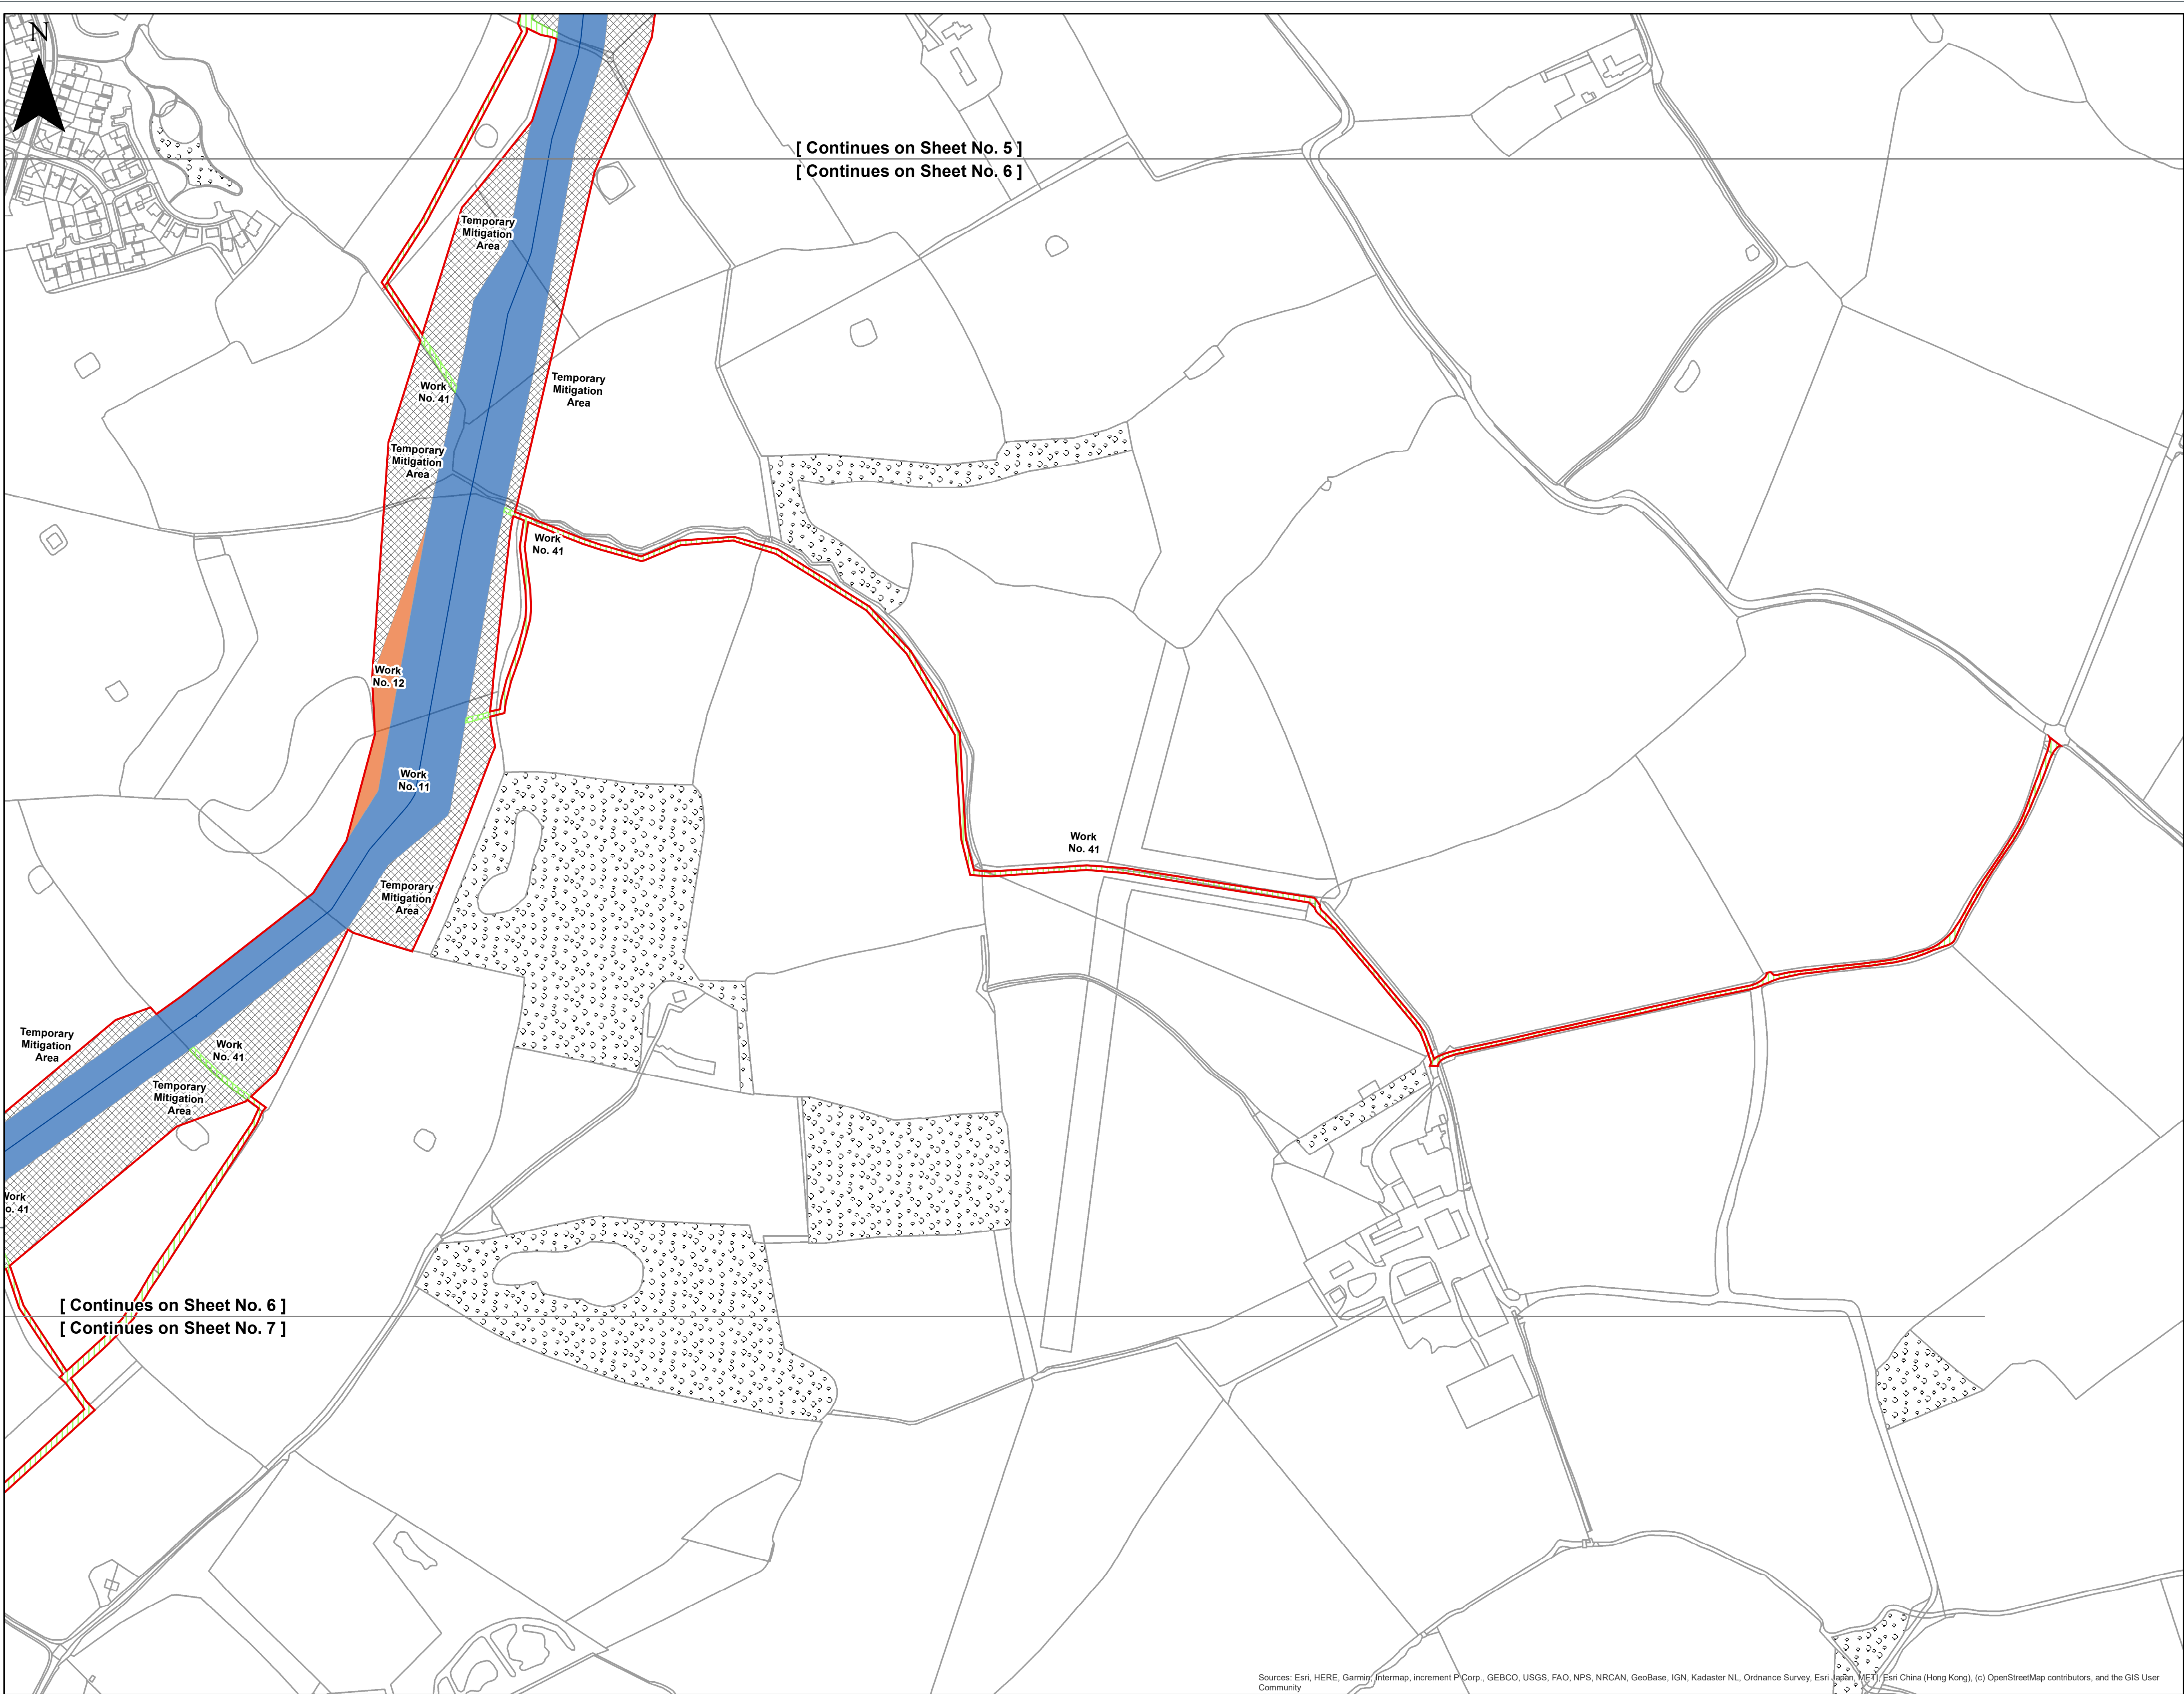 N
[ Continues on Sheet No. 5 ]
[ Continues on Sheet No. 6 ]
Temporary
Mitigation
Area
Temporary
Mitigation
Area
Work
No. 41
Temporary
Mitigation
Area
Work
No. 41
Work
No. 12
Work
No. 11
Work
No. 41
Temporary
Mitigation
Area
Temporary
Mitigation
Area
Work
No. 41
Temporary
Mitigation
Area
Work
o. 41
[ Continues on Sheet No. 6 ]
[ Continues on Sheet No. 7 ]
Sources: Esri, HERE, Garmin, Intermap, increment P Corp., GEBCO, USGS, FAO, NPS, NRCAN, GeoBase, IGN, Kadaster NL, Ordnance Survey, Esri Japan, METI, Esri China (Hong Kong), (c) OpenStreetMap contributors, and the GIS User
Community